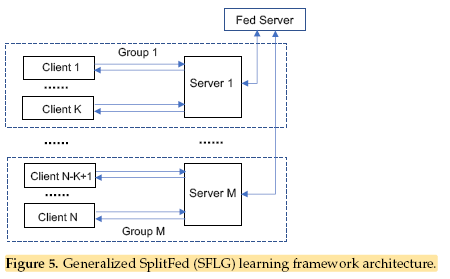 Fed Server
Group 1
Client 1
Server 1
......
Client K
......
......
Client N-K+1
Server M
......
Client N
Group M
Figure 5. Generalized SplitFed (SFLG) learning framework architecture.